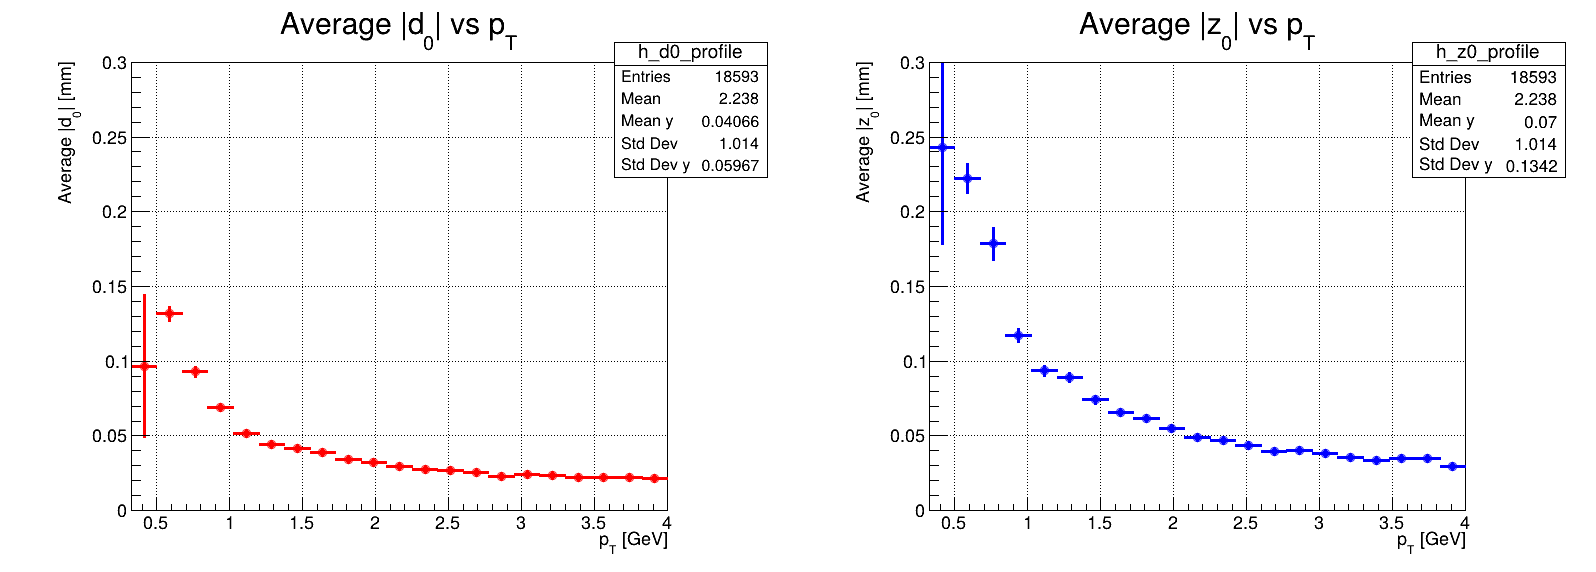 Average |d0| vs pT
h_d0_profile
Entries 18593
Mean 2.238
Mean y 0.04066
Std Dev 1.014
Std Dev y 0.05967
Average |d0| [mm]
0.3
0.25
0.2
0.15
0.1
0.05
0
0.5 1 1.5 2 2.5 3 3.5 4
pT [GeV]
Average |z0| vs pT
h_z0_profile
Entries 18593
Mean 2.238
Mean y 0.07
Std Dev 1.014
Std Dev y 0.1342
Average |z0| [mm]
0.3
0.25
0.2
0.15
0.1
0.05
0
0.5 1 1.5 2 2.5 3 3.5 4
pT [GeV]